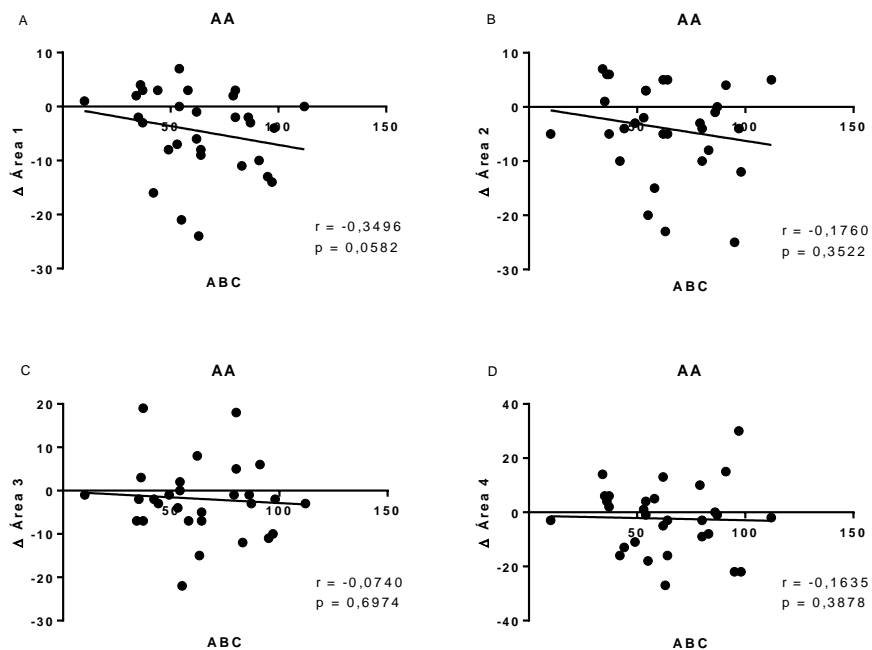 A
AA
10
0
50
100
150
-10
-20
-30
Δ Área 1
r = -0,3496
p = 0,0582
ABC
B
AA
10
0
50
100
150
-10
-20
-30
Δ Área 2
r = -0,1760
p = 0,3522
ABC
C
AA
20
10
0
50
100
150
-10
-20
-30
Δ Área 3
r = -0,0740
p = 0,6974
ABC
D
AA
40
20
0
50
100
150
-20
-40
Δ Área 4
r = -0,1635
p = 0,3878
ABC